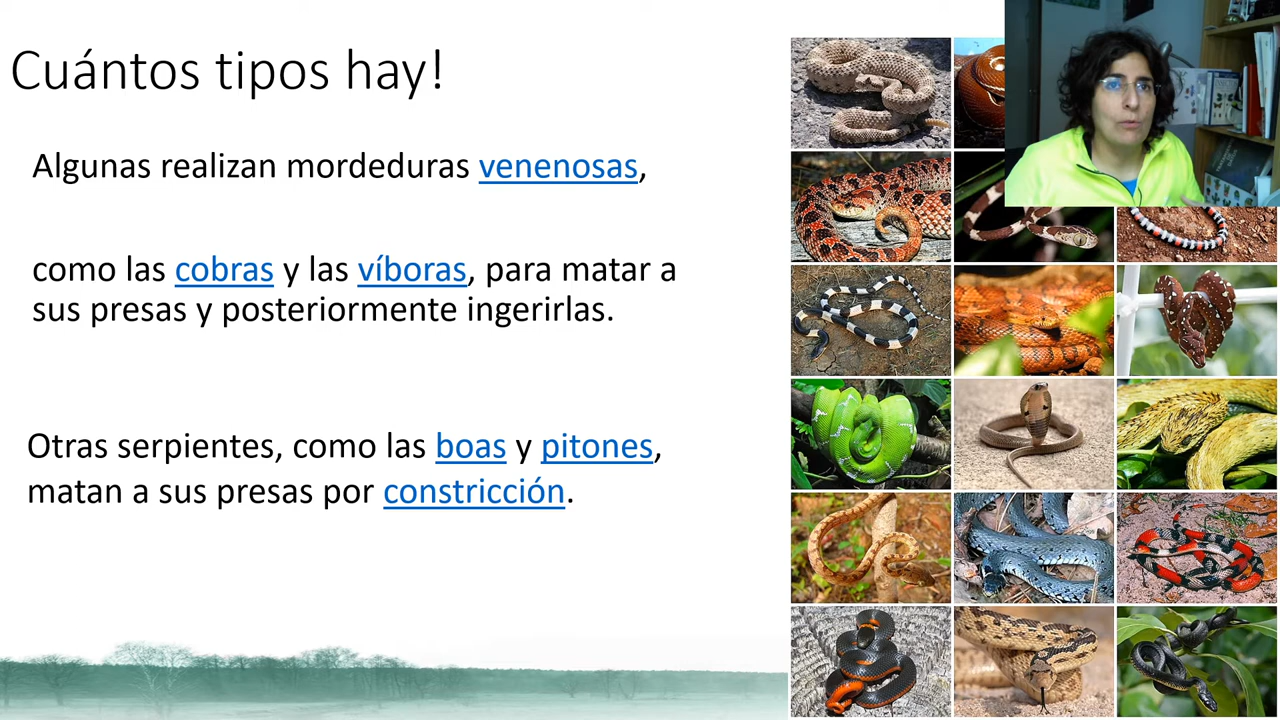 Cuántos tipos hay!
Algunas realizan mordeduras venenosas,
como las cobras y las víboras, para matar a
sus presas y posteriormente ingerirlas.
Otras serpientes, como las boas y pitones,
matan a sus presas por constricción.